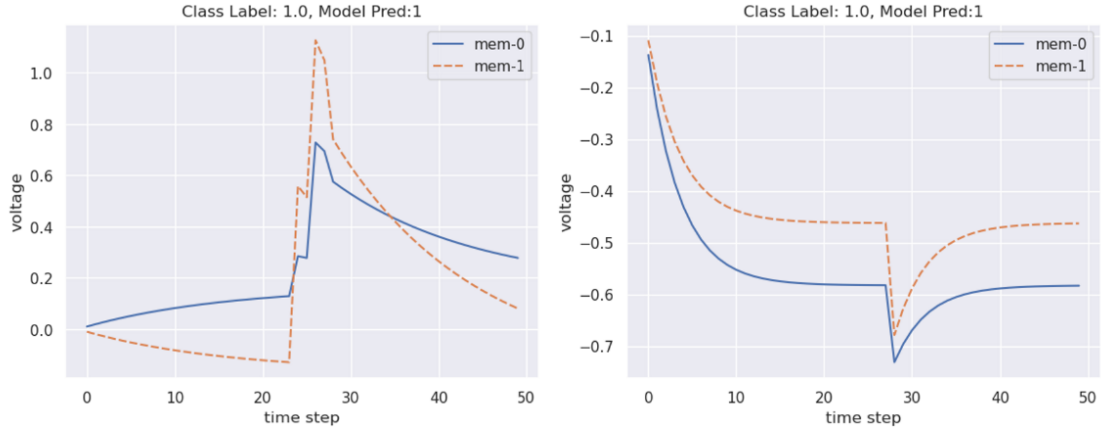 Class Label: 1.0, Model Pred:1
mem-0
mem-1
1.0
0.8
0.6
0.4
0.2
0.0
voltage
0 10 20 30 40 50
time step
Class Label: 1.0, Model Pred:1
mem-0
mem-1
−0.1
−0.2
−0.3
−0.4
−0.5
−0.6
−0.7
voltage
0 10 20 30 40 50
time step